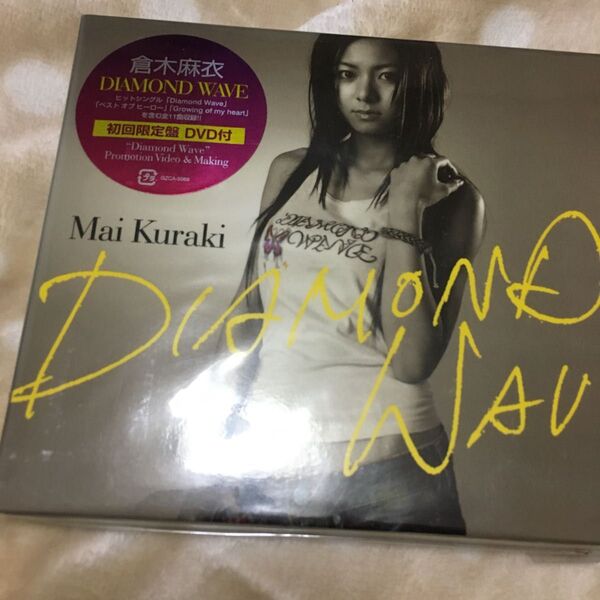 倉木麻衣
DIAMOND WAVE
ヒットシングル「Diamond Wave」
「ベスト オブ ヒーロー」「Growing of my heart」
を含む全11曲収録!!
初回限定盤 DVD付
"Diamond Wave"
Promotion Video & Making
Mai Kuraki
DIAMOND
WAVE
DIAMOND
WAV